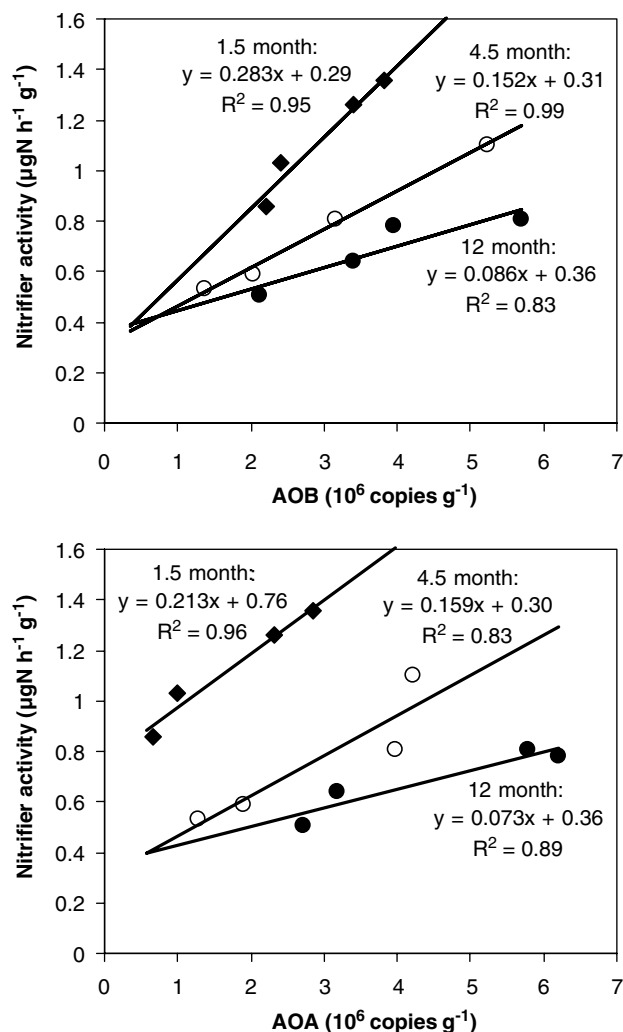 Nitrifier activity (µgN h⁻¹ g⁻¹)
1.6
1.4
1.2
1
0.8
0.6
0.4
0.2
0
1.5 month:
y = 0.283x + 0.29
R² = 0.95
4.5 month:
y = 0.152x + 0.31
R² = 0.99
12 month:
y = 0.086x + 0.36
R² = 0.83
0 1 2 3 4 5 6 7
AOB (10⁶ copies g⁻¹)
Nitrifier activity (µgN h⁻¹ g⁻¹)
1.6
1.4
1.2
1
0.8
0.6
0.4
0.2
0
1.5 month:
y = 0.213x + 0.76
R² = 0.96
4.5 month:
y = 0.159x + 0.30
R² = 0.83
12 month:
y = 0.073x + 0.36
R² = 0.89
0 1 2 3 4 5 6 7
AOA (10⁶ copies g⁻¹)